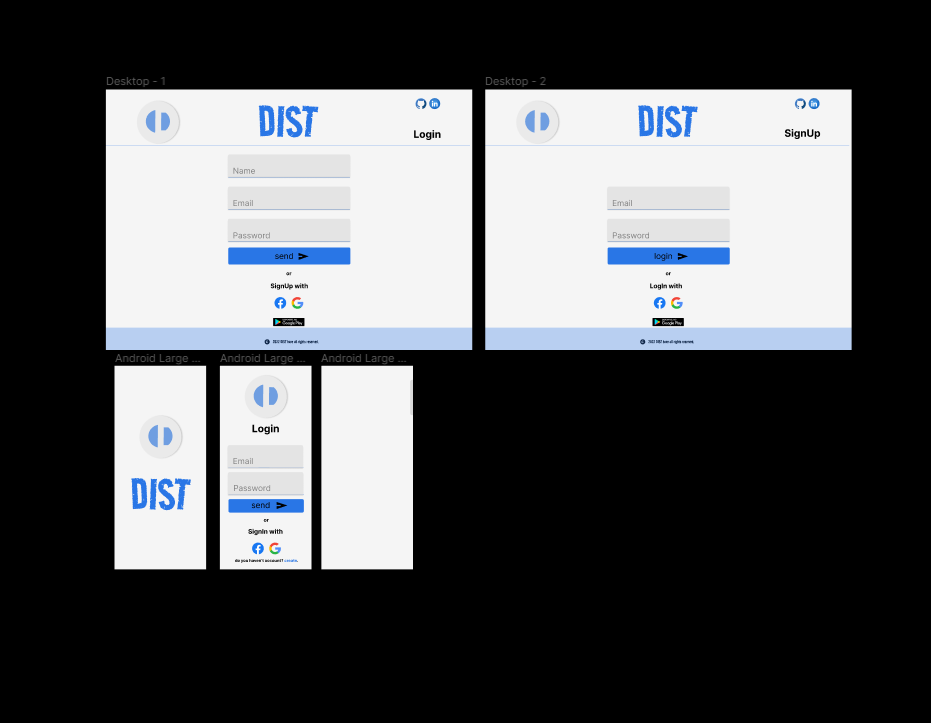 Desktop - 1
DIST
Login
Name
Email
Password
send
or
SignUp with
Google Play
2022 DIST have all rights reserved.
Desktop - 2
DIST
SignUp
Email
Password
login
or
LogIn with
Google Play
2022 DIST have all rights reserved.
Android Large ...
DIST
Android Large ...
Login
Email
Password
send
or
SignIn with
do you haven't account? create.
Android Large ...